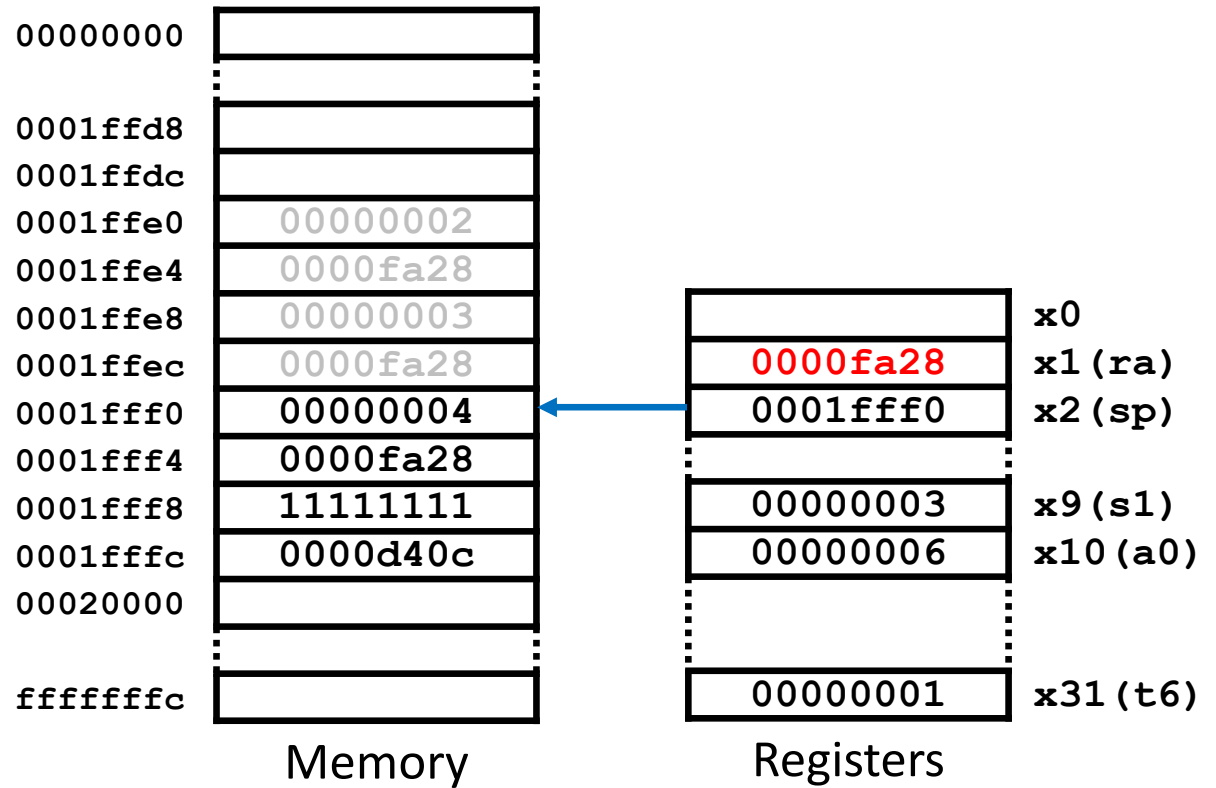 00000000
0001ffd8
0001ffdc
0001ffe0 00000002
0001ffe4 0000fa28
0001ffe8 00000003 x0
0001ffec 0000fa28 0000fa28 x1(ra)
0001fff0 00000004 0001fff0 x2(sp)
0001fff4 0000fa28
0001fff8 11111111 00000003 x9(s1)
0001fffc 0000d40c 00000006 x10(a0)
00020000
fffffffc 00000001 x31(t6)
Memory Registers